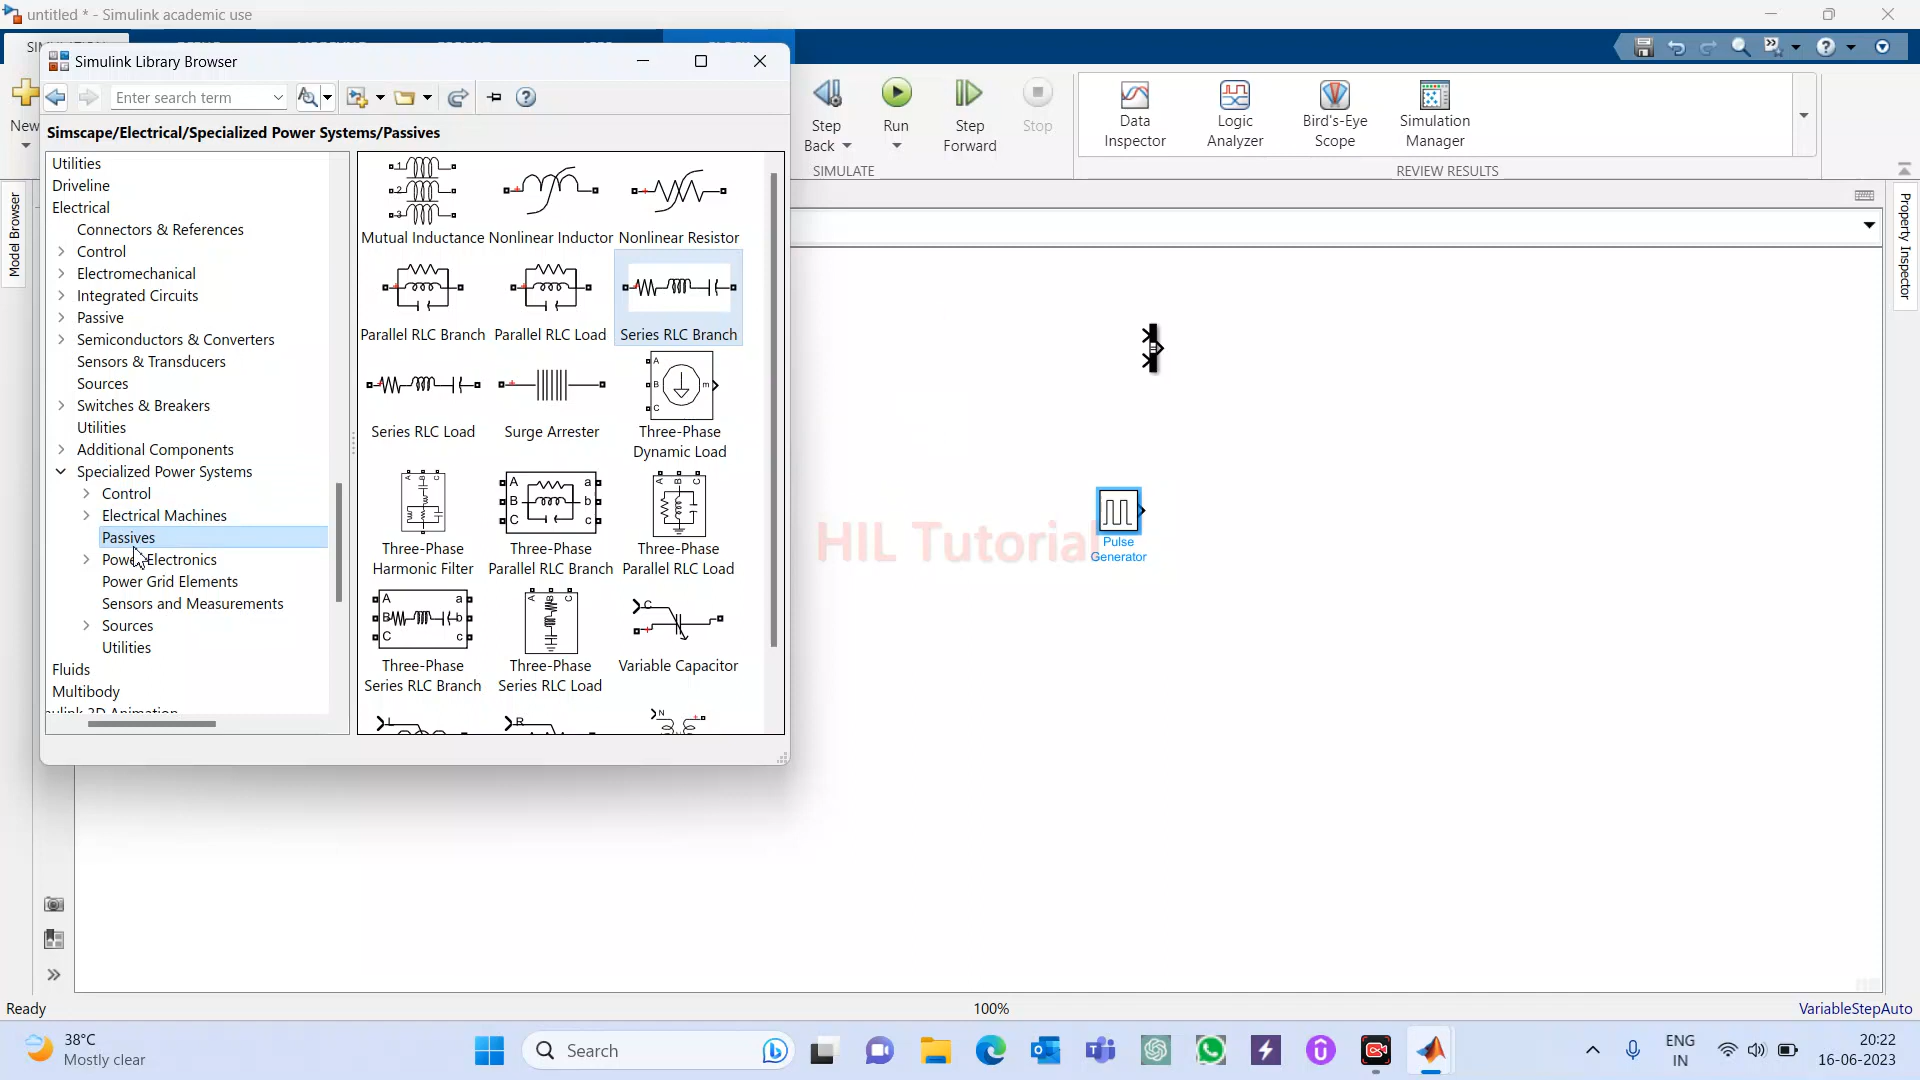 untitled * - Simulink academic use
Simulink Library Browser
Enter search term
Simscape/Electrical/Specialized Power Systems/Passives
New
Step
Back
Run
Step
Forward
Stop
SIMULATE
Data
Inspector
Logic
Analyzer
Bird's-Eye
Scope
Simulation
Manager
REVIEW RESULTS
Model Browser
Property Inspector
Utilities
Driveline
Electrical
Connectors & References
Control
Electromechanical
Integrated Circuits
Passive
Semiconductors & Converters
Sensors & Transducers
Sources
Switches & Breakers
Utilities
Additional Components
Specialized Power Systems
Control
Electrical Machines
Passives
Power Electronics
Power Grid Elements
Sensors and Measurements
Sources
Utilities
Fluids
Multibody
Mutual Inductance
Nonlinear Inductor
Nonlinear Resistor
Parallel RLC Branch
Parallel RLC Load
Series RLC Branch
Series RLC Load
Surge Arrester
Three-Phase
Dynamic Load
Three-Phase
Harmonic Filter
Three-Phase
Parallel RLC Branch
Three-Phase
Parallel RLC Load
Three-Phase
Series RLC Branch
Three-Phase
Series RLC Load
Variable Capacitor
HIL Tutorial
Pulse
Generator
Ready
100%
VariableStepAuto
38°C
Mostly clear
Search
ENG
IN
20:22
16-06-2023